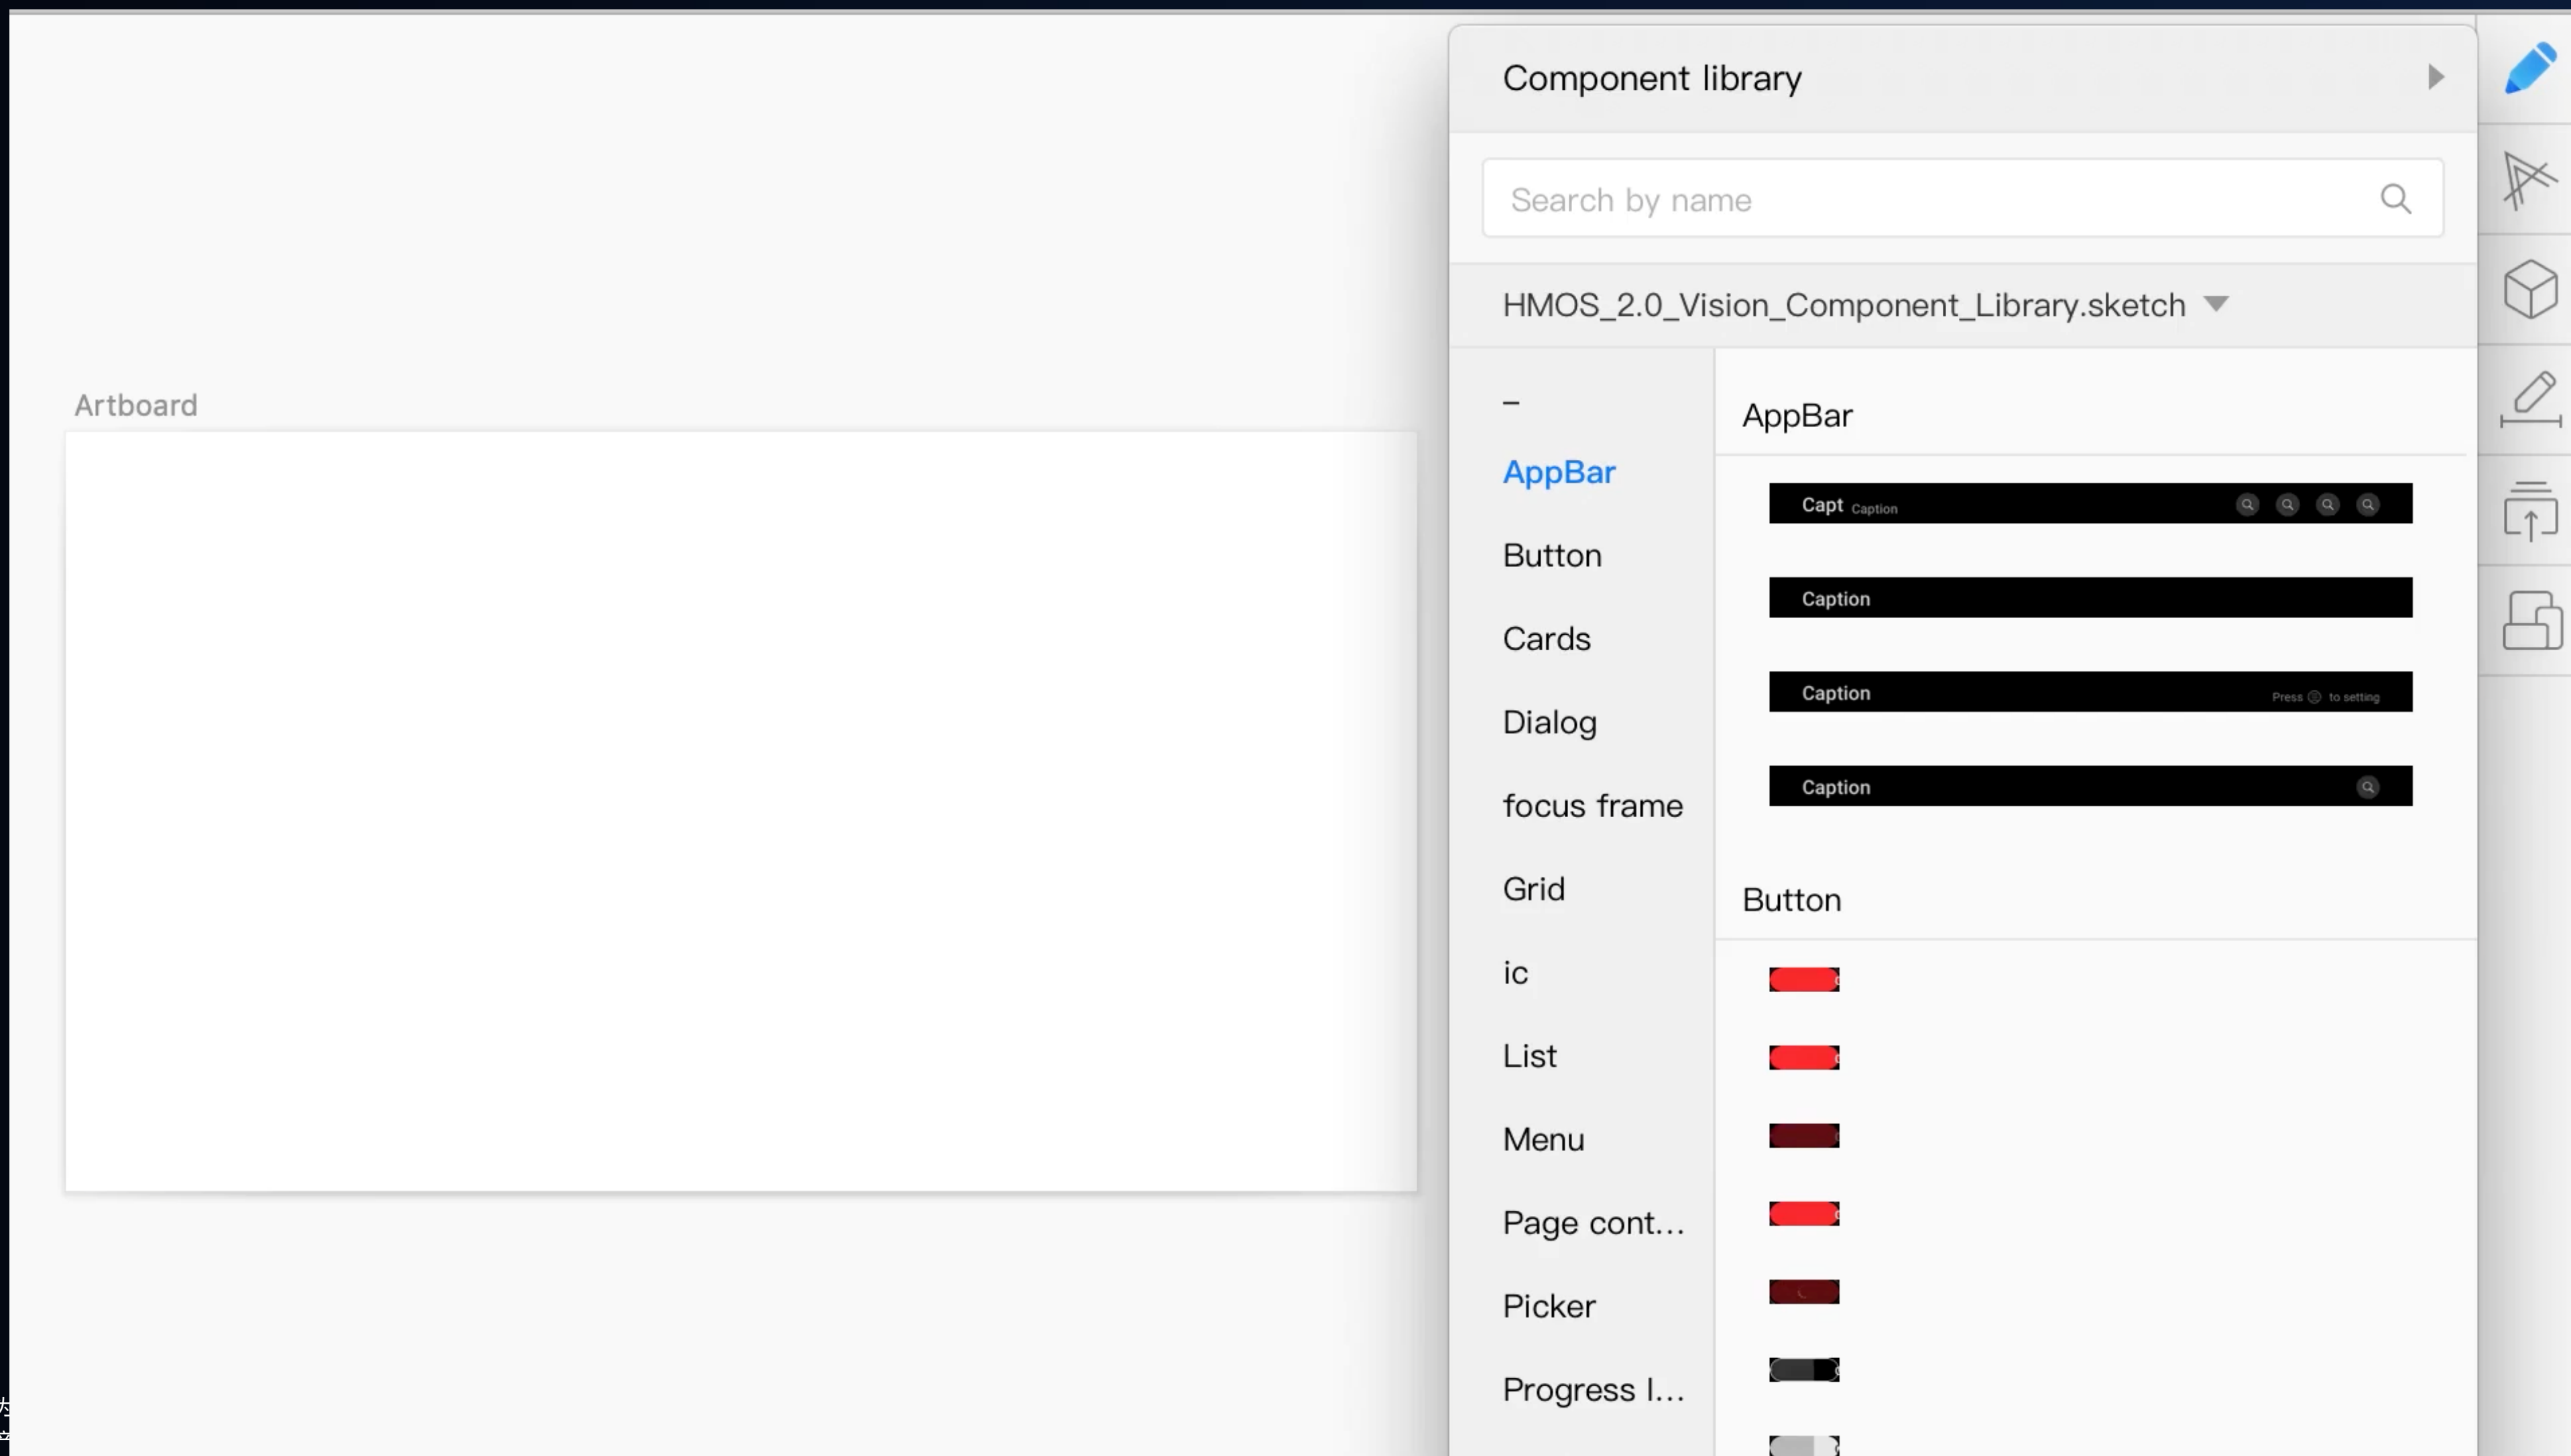 Component library
Search by name
HMOS_2.0_Vision_Component_Library.sketch
Artboard
–
AppBar
Button
Cards
Dialog
focus frame
Grid
ic
List
Menu
Page cont...
Picker
Progress I...
AppBar
Capt Caption
Caption
Caption Press to setting
Caption
Button